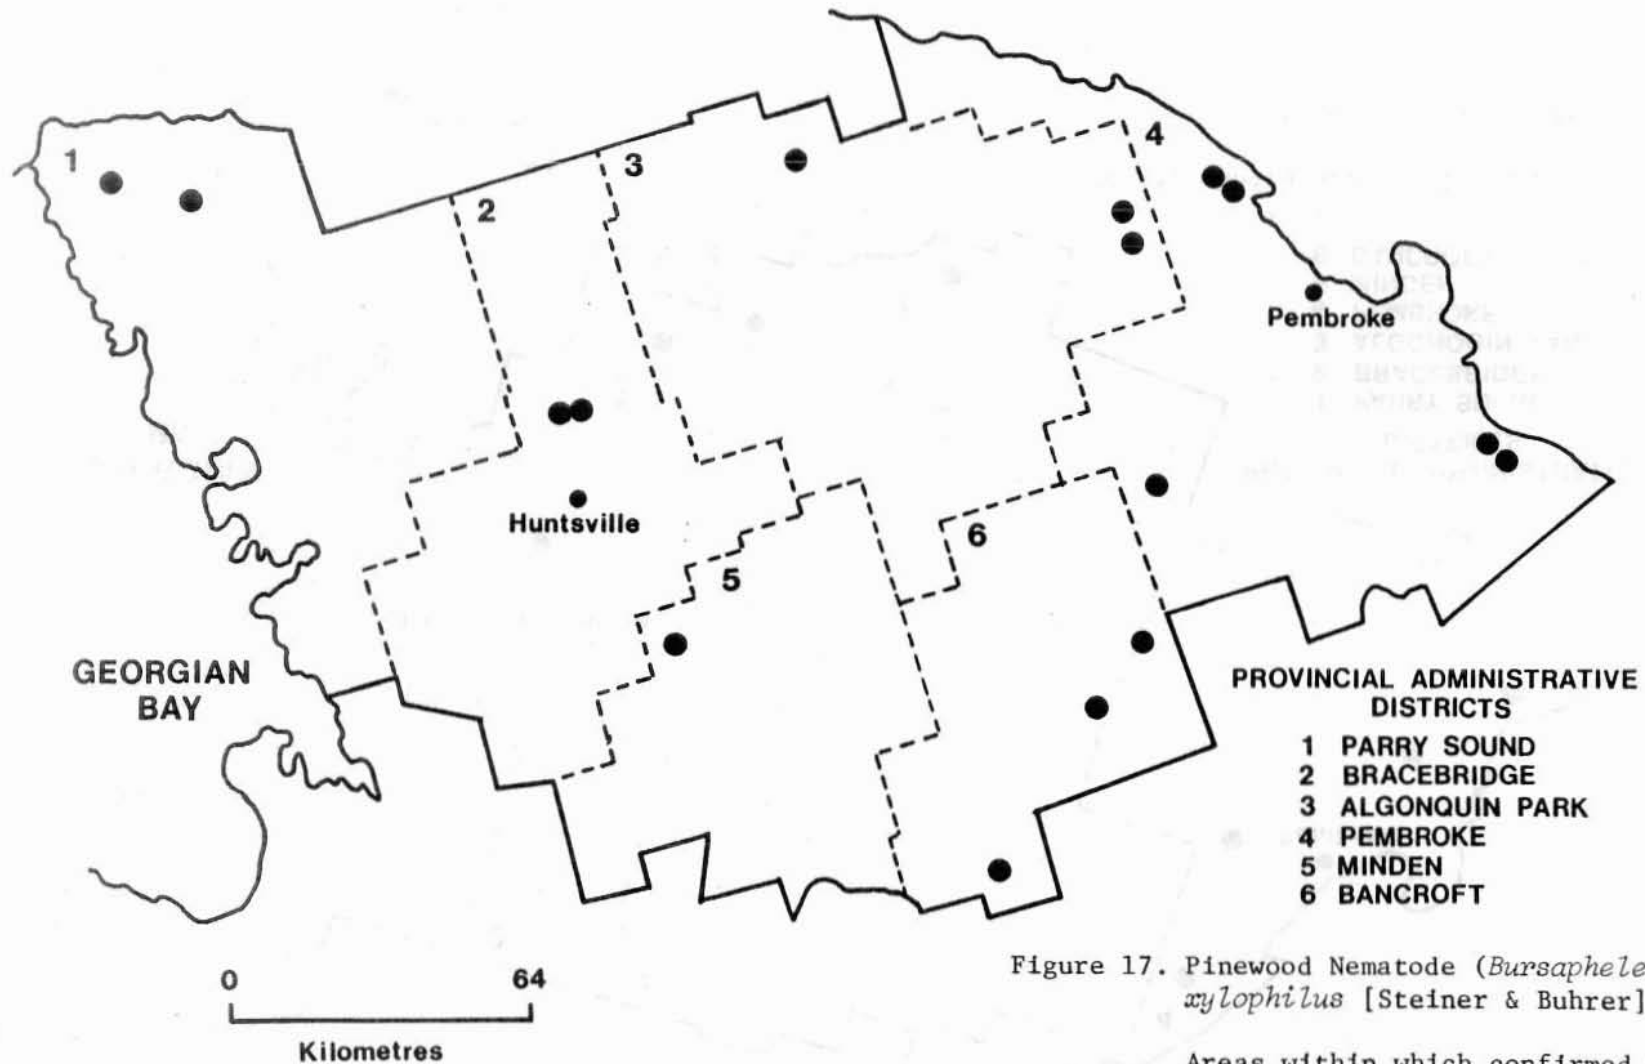 1
2
3
4
Pembroke
Huntsville
5
6
GEORGIAN
BAY
PROVINCIAL ADMINISTRATIVE
DISTRICTS
1 PARRY SOUND
2 BRACEBRIDGE
3 ALGONQUIN PARK
4 PEMBROKE
5 MINDEN
6 BANCROFT
0 64
Kilometres
Figure 17. Pinewood Nematode (Bursaphele
xylophilus [Steiner & Buhrer]
Areas within which confirmed